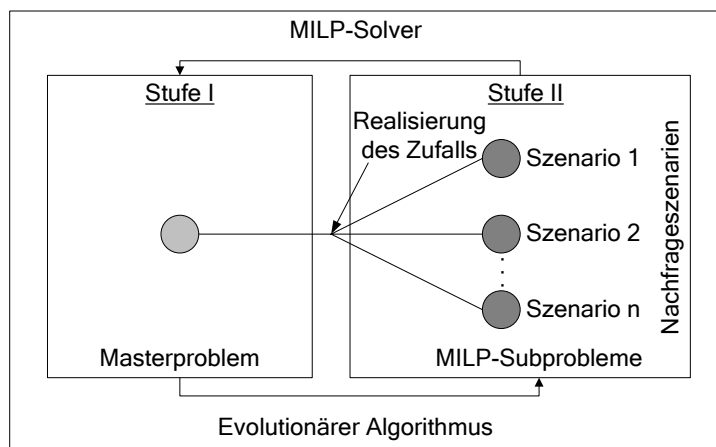 MILP-Solver
Stufe I
Stufe II
Realisierung
des Zufalls
Szenario 1
Szenario 2
Szenario n
Nachfrageszenarien
Masterproblem
MILP-Subprobleme
Evolutionärer Algorithmus